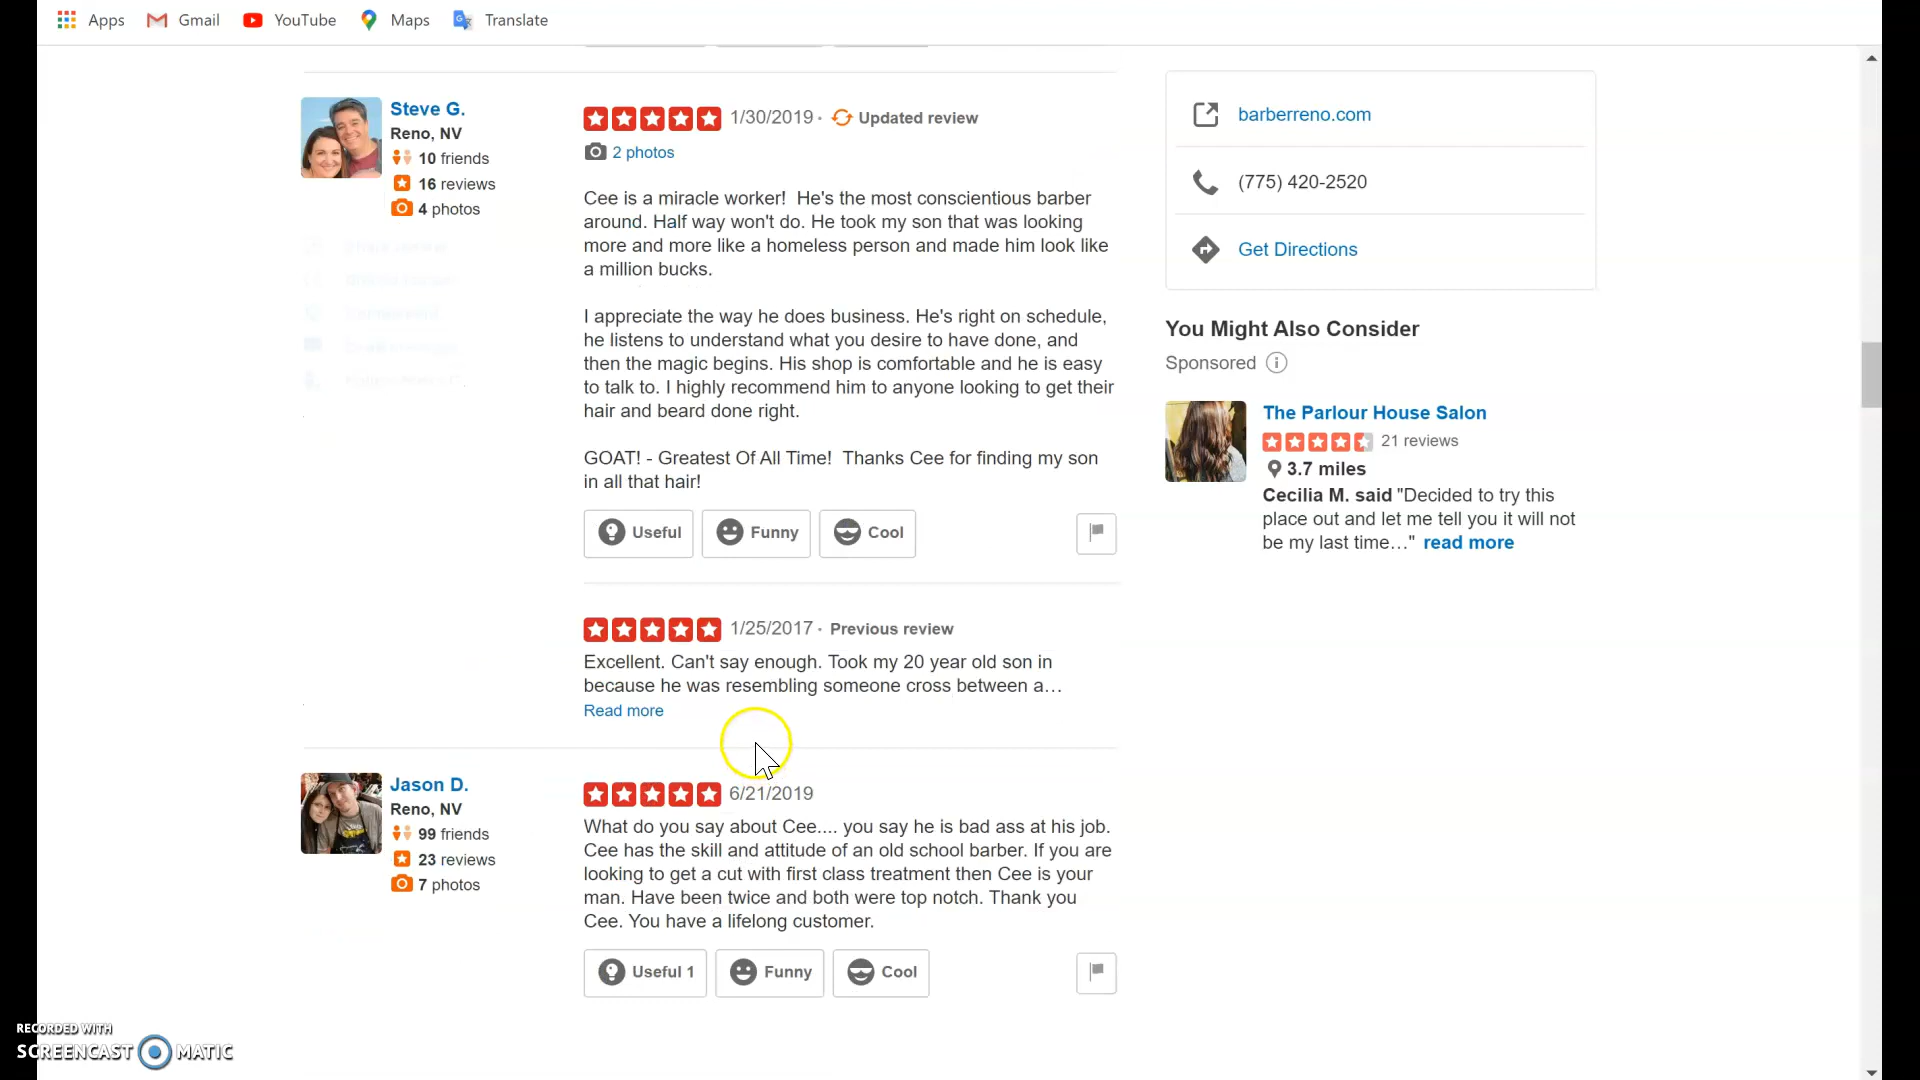 Apps Gmail YouTube Maps Translate
Steve G.
Reno, NV
10 friends
16 reviews
4 photos
1/30/2019 · Updated review
2 photos
Cee is a miracle worker!  He's the most conscientious barber
around. Half way won't do. He took my son that was looking
more and more like a homeless person and made him look like
a million bucks.
I appreciate the way he does business. He's right on schedule,
he listens to understand what you desire to have done, and
then the magic begins. His shop is comfortable and he is easy
to talk to. I highly recommend him to anyone looking to get their
hair and beard done right.
GOAT! - Greatest Of All Time!  Thanks Cee for finding my son
in all that hair!
Useful Funny Cool
1/25/2017 · Previous review
Excellent. Can't say enough. Took my 20 year old son in
because he was resembling someone cross between a…
Read more
Jason D.
Reno, NV
99 friends
23 reviews
7 photos
6/21/2019
What do you say about Cee.... you say he is bad ass at his job.
Cee has the skill and attitude of an old school barber. If you are
looking to get a cut with first class treatment then Cee is your
man. Have been twice and both were top notch. Thank you
Cee. You have a lifelong customer.
Useful 1 Funny Cool
barberreno.com
(775) 420-2520
Get Directions
You Might Also Consider
Sponsored
The Parlour House Salon
21 reviews
3.7 miles
Cecilia M. said "Decided to try this
place out and let me tell you it will not
be my last time…" read more
RECORDED WITH
SCREENCAST MATIC